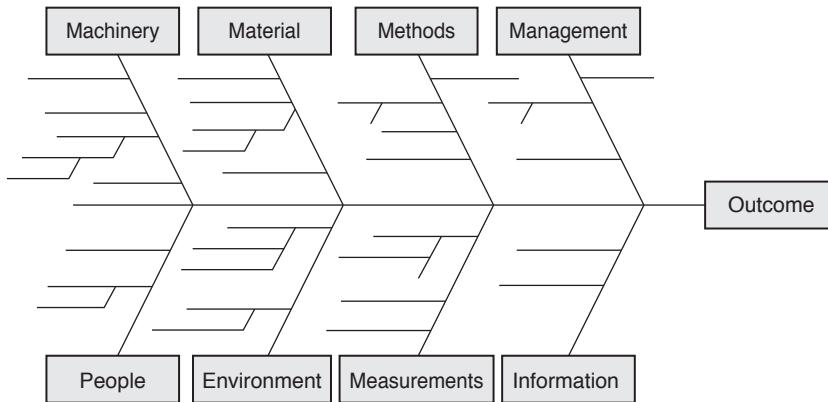 Machinery
Material
Methods
Management
Outcome
People
Environment
Measurements
Information